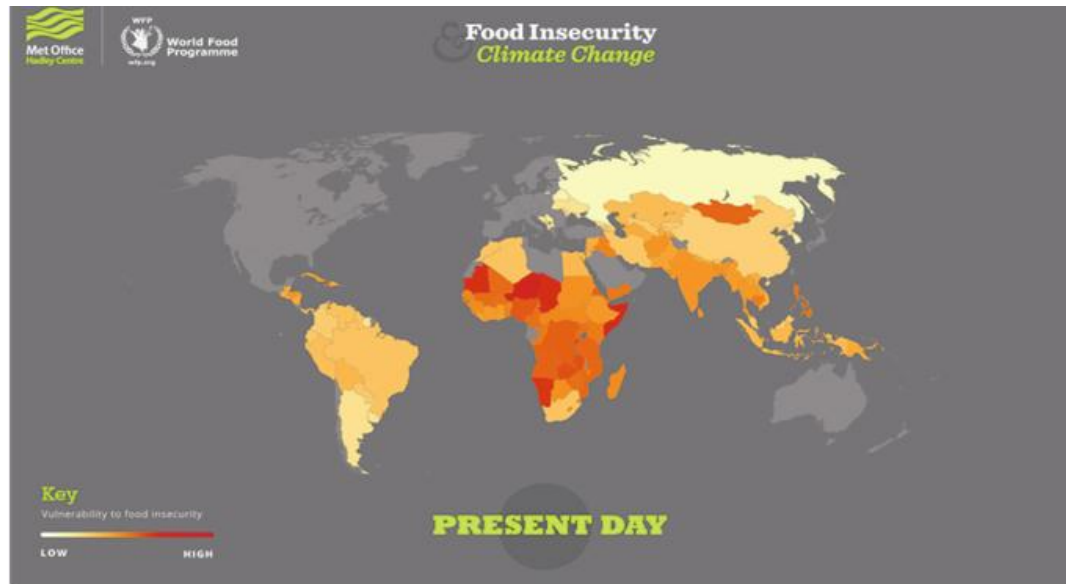 Met Office
Hadley Centre
WFP
wfp.org
World Food
Programme
& Food Insecurity
Climate Change
Key
Vulnerability to food insecurity
LOW HIGH
PRESENT DAY